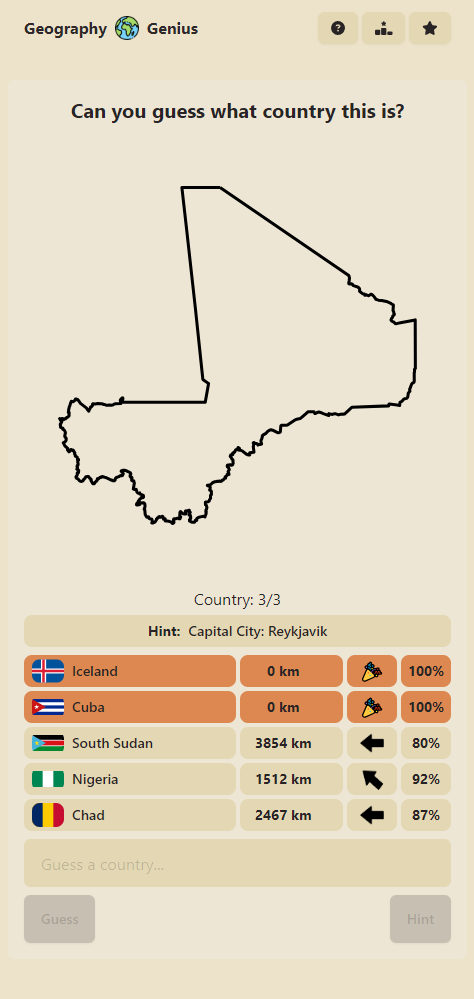 Geography Genius
Can you guess what country this is?
Country: 3/3
Hint: Capital City: Reykjavik
Iceland 0 km 100%
Cuba 0 km 100%
South Sudan 3854 km 80%
Nigeria 1512 km 92%
Chad 2467 km 87%
Guess a country...
Guess Hint